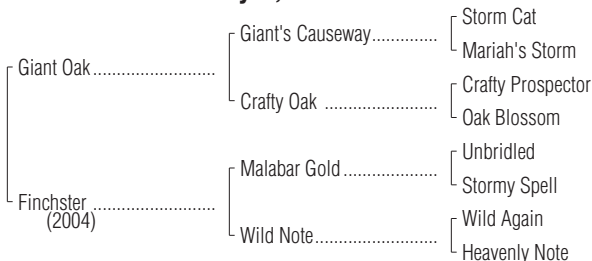 Storm Cat
Giant's Causeway..............
Mariah's Storm
Giant Oak..........................
Crafty Prospector
Crafty Oak ........................
Oak Blossom
Unbridled
Malabar Gold....................
Stormy Spell
Finchster ..........................
(2004)
Wild Again
Wild Note..........................
Heavenly Note